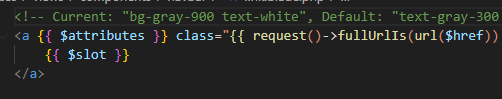 <!-- Current: "bg-gray-900 text-white", Default: "text-gray-300
<a {{ $attributes }} class="{{ request()->fullUrlIs(url($href))
{{ $slot }}
</a>